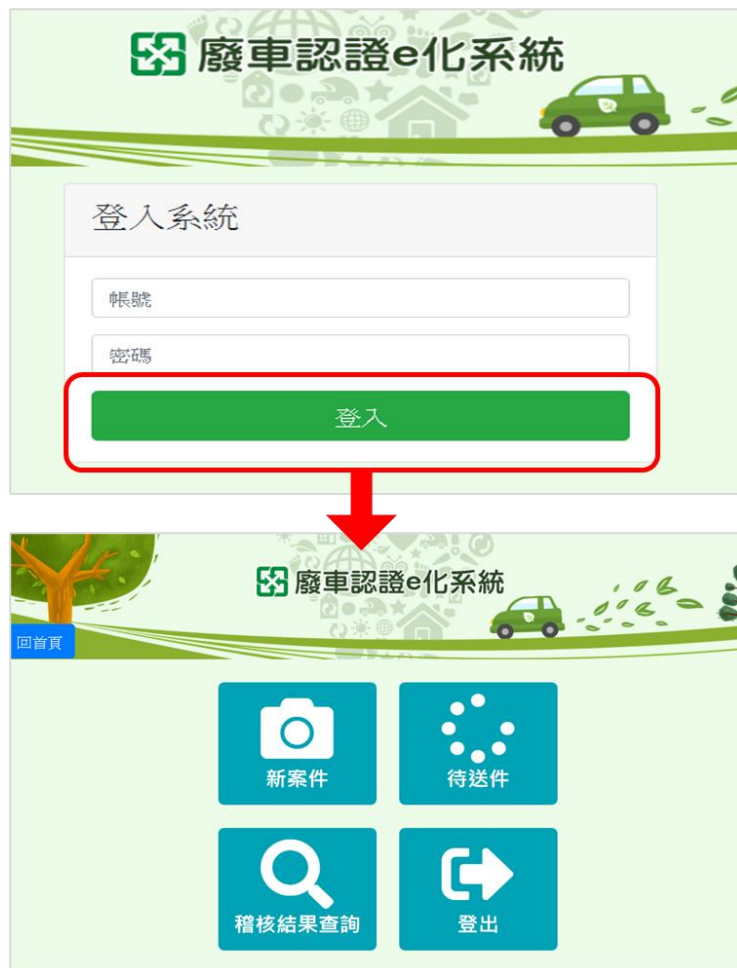 廢車認證e化系統
登入系統
帳號
密碼
登入
廢車認證e化系統
回首頁
新案件
待送件
稽核結果查詢
登出